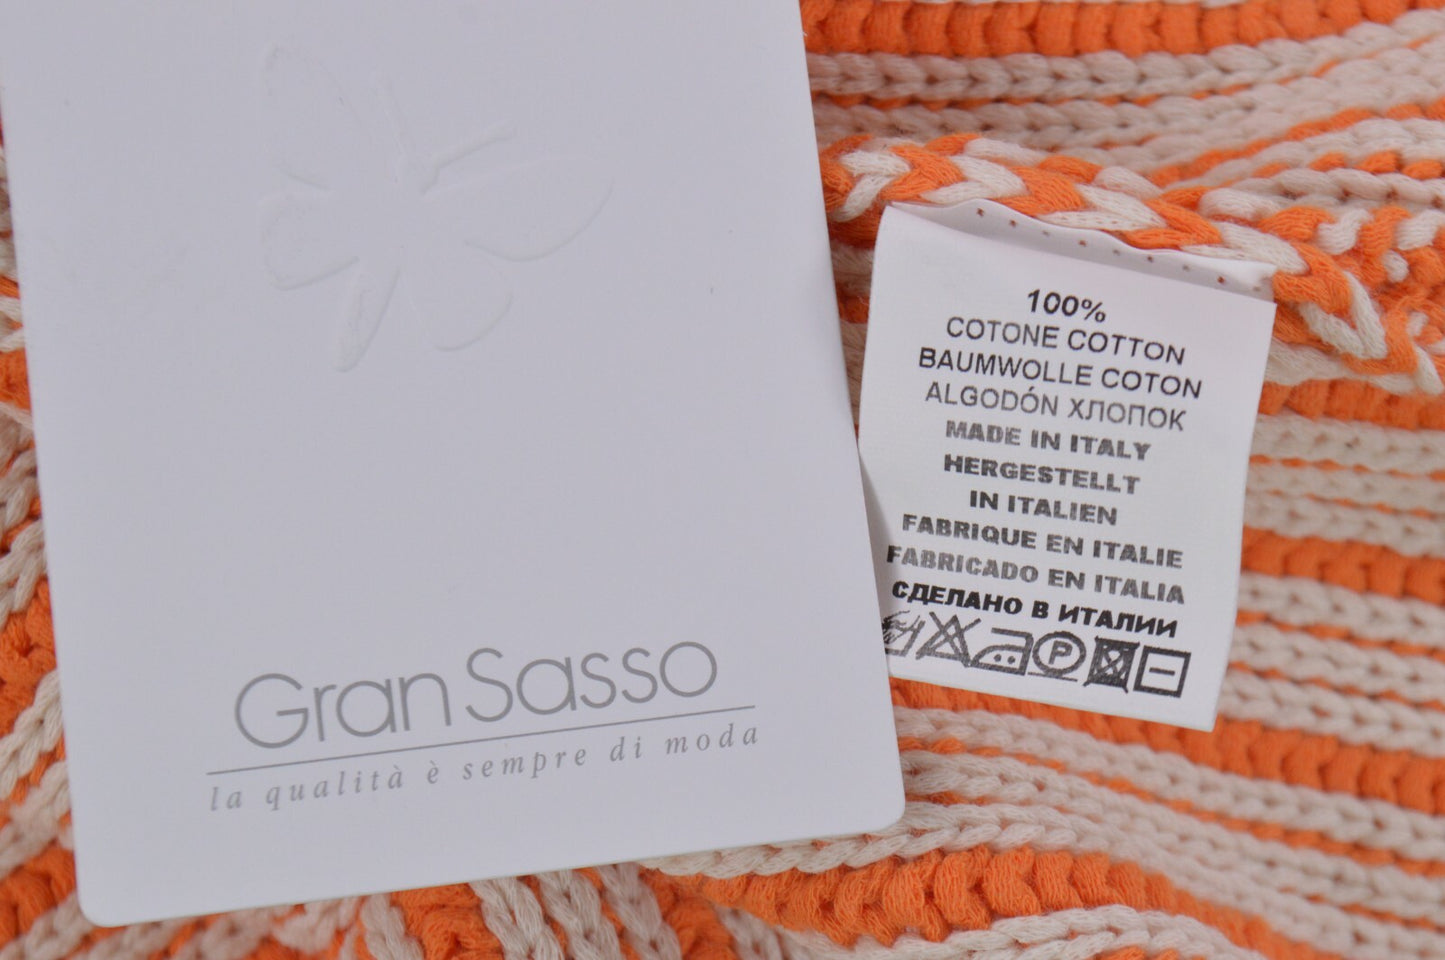 Gran Sasso
la qualità è sempre di moda
100%
COTONE COTTON
BAUMWOLLE COTON
ALGODÓN ХЛОПОК
MADE IN ITALY
HERGESTELLT
IN ITALIEN
FABRIQUE EN ITALIE
FABRICADO EN ITALIA
СДЕЛАНО В ИТАЛИИ
P